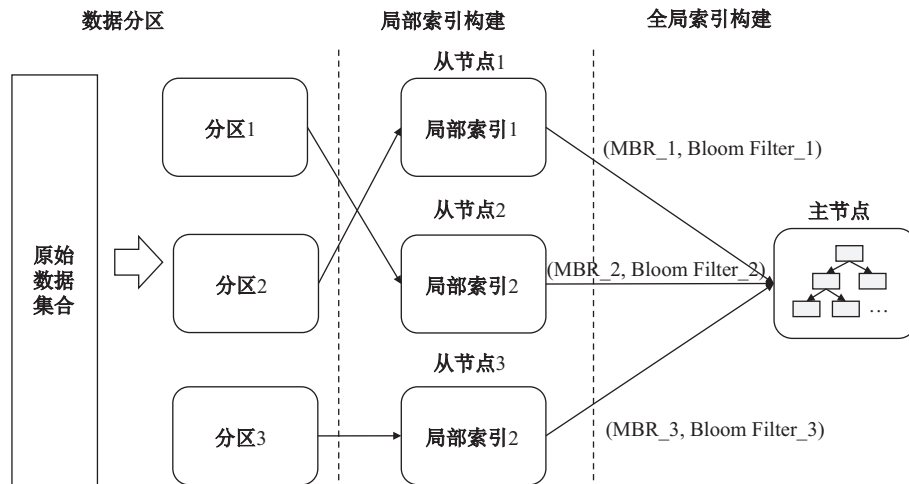 数据分区
局部索引构建
全局索引构建
从节点1
分区1
局部索引1
(MBR_1, Bloom Filter_1)
从节点2
主节点
原始
数据
集合
分区2
局部索引2
(MBR_2, Bloom Filter_2)
…
从节点3
分区3
局部索引2
(MBR_3, Bloom Filter_3)